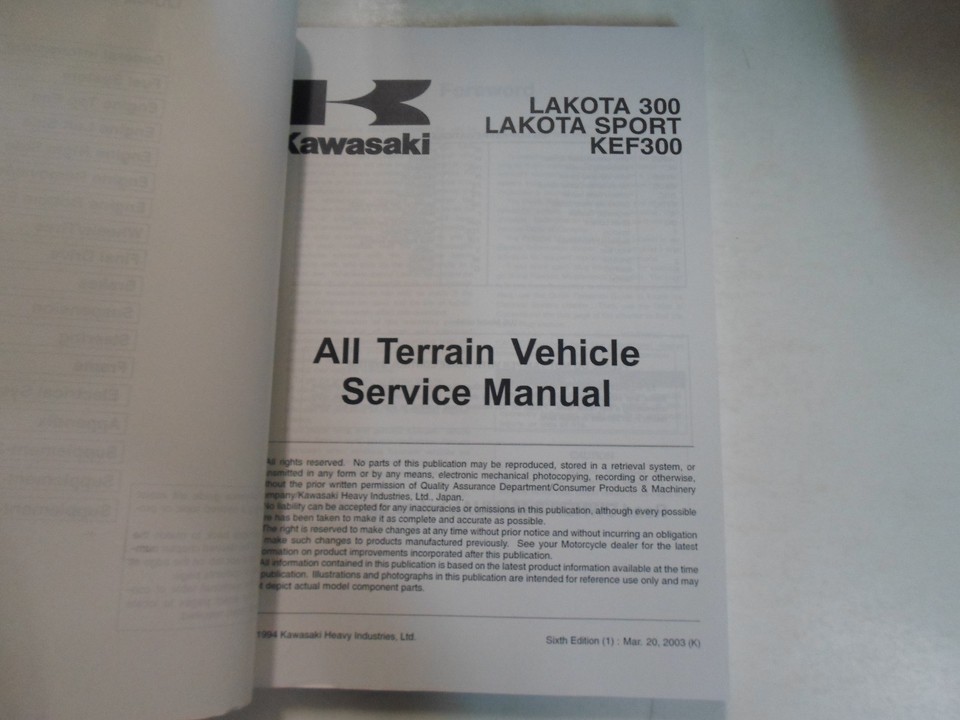 Kawasaki
LAKOTA 300
LAKOTA SPORT
KEF300
All Terrain Vehicle
Service Manual
All rights reserved. No parts of this publication may be reproduced, stored in a retrieval system, or
nsmitted in any form or by any means, electronic mechanical photocopying, recording or otherwise,
hout the prior written permission of Quality Assurance Department/Consumer Products & Machinery
mpany/Kawasaki Heavy Industries, Ltd., Japan.
No liability can be accepted for any inaccuracies or omissions in this publication, although every possible
re has been taken to make it as complete and accurate as possible.
The right is reserved to make changes at any time without prior notice and without incurring an obligation
make such changes to products manufactured previously. See your Motorcycle dealer for the latest
ormation on product improvements incorporated after this publication.
All information contained in this publication is based on the latest product information available at the time
publication. Illustrations and photographs in this publication are intended for reference use only and may
t depict actual model component parts.
1994 Kawasaki Heavy Industries, Ltd.
Sixth Edition (1) : Mar. 20, 2003 (K)